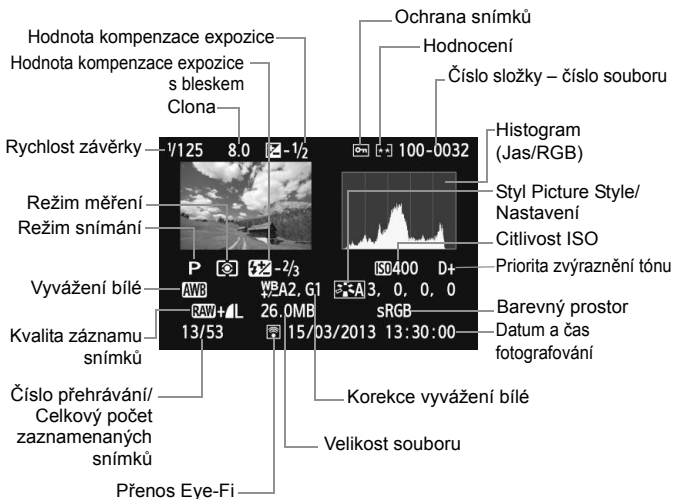 Ochrana snímků
Hodnota kompenzace expozice
Hodnocení
Hodnota kompenzace expozice
s bleskem
Číslo složky – číslo souboru
Clona
Rychlost závěrky
1/125 8.0 -1/2 100-0032
Histogram
(Jas/RGB)
Režim měření
Styl Picture Style/
Nastavení
Režim snímání
Citlivost ISO
P -2/3 ISO400 D+
Priorita zvýraznění tónu
Vyvážení bílé
AWB WB+/-A2, G1 A3, 0, 0, 0
RAW+L 26.0MB sRGB
Barevný prostor
Kvalita záznamu
snímků
13/53 15/03/2013 13:30:00
Datum a čas
fotografování
Číslo přehrávání/
Celkový počet
zaznamenaných
snímků
Korekce vyvážení bílé
Velikost souboru
Přenos Eye-Fi